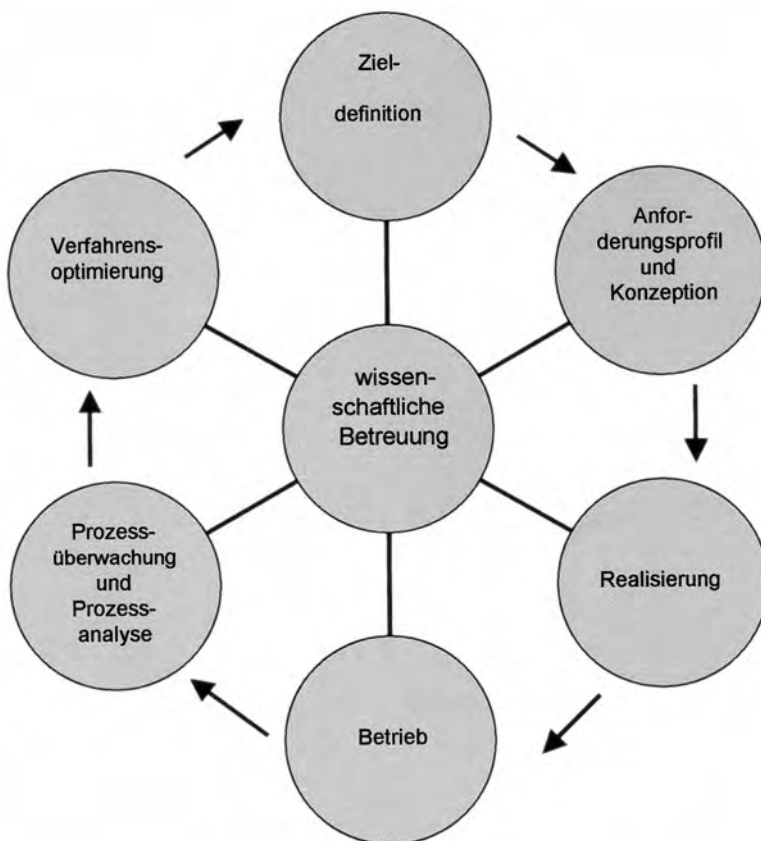 Ziel-
definition
Anfor-
derungsprofil
und
Konzeption
Realisierung
Betrieb
Prozess-
überwachung
und
Prozess-
analyse
Verfahrens-
optimierung
wissen-
schaftliche
Betreuung